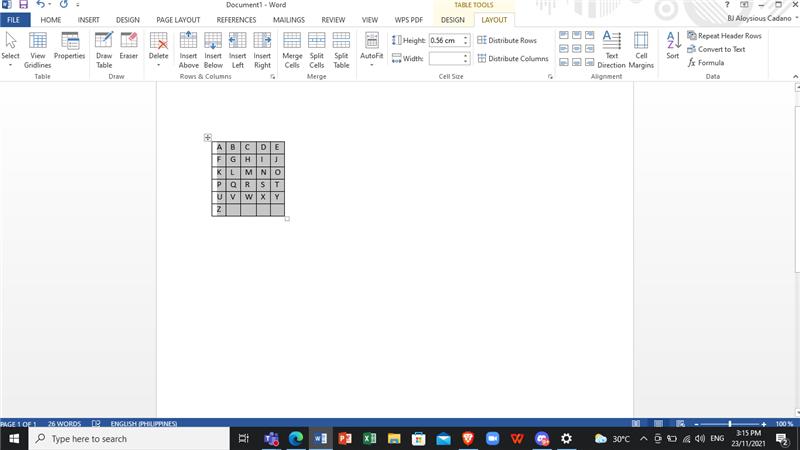 Document1 - Word
TABLE TOOLS
FILE HOME INSERT DESIGN PAGE LAYOUT REFERENCES MAILINGS REVIEW VIEW WPS PDF DESIGN LAYOUT
BJ Aloysious Cadano
Select
View Gridlines
Properties
Draw Table
Eraser
Delete
Insert Above
Insert Below
Insert Left
Insert Right
Merge Cells
Split Cells
Split Table
AutoFit
Height: 0.56 cm
Width:
Distribute Rows
Distribute Columns
Text Direction
Cell Margins
Sort
Repeat Header Rows
Convert to Text
Formula
Table
Draw
Rows & Columns
Merge
Cell Size
Alignment
Data
A B C D E
F G H I J
K L M N O
P Q R S T
U V W X Y
Z
PAGE 1 OF 1 26 WORDS ENGLISH (PHILIPPINES) 100 %
Type here to search
30°C
ENG
3:15 PM
23/11/2021
2